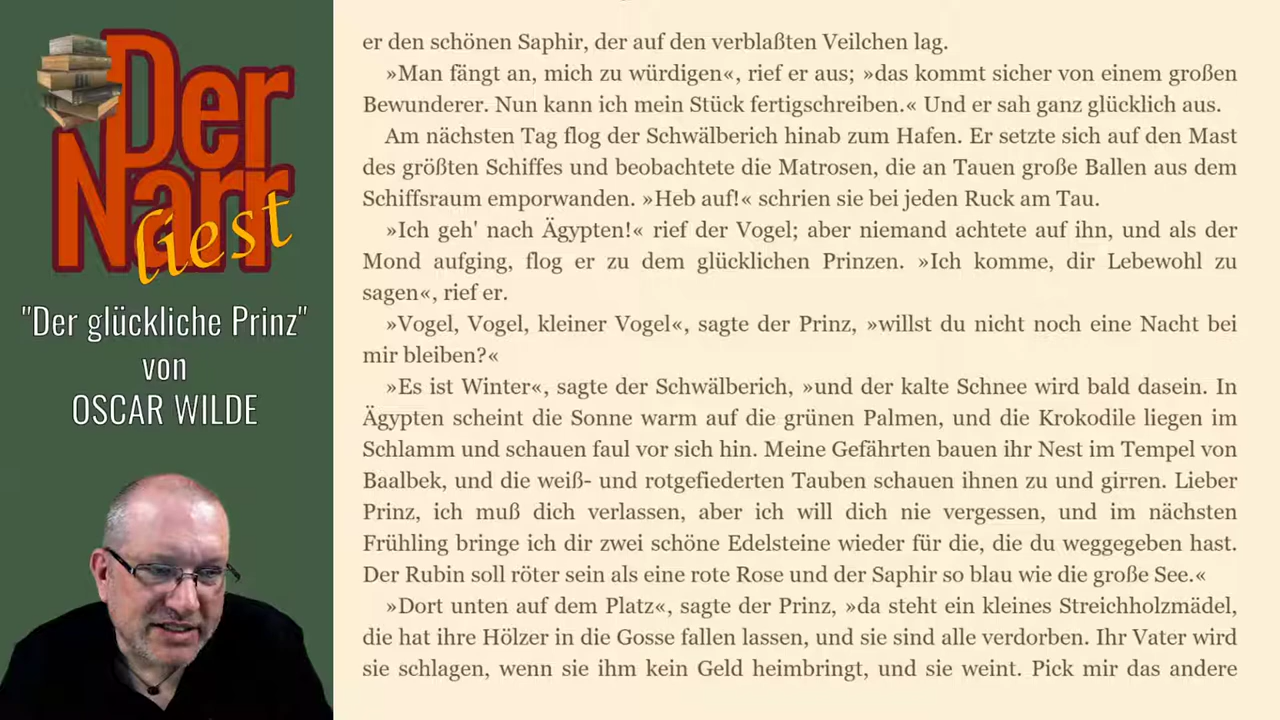 Der
Narr
liest
"Der glückliche Prinz"
von
OSCAR WILDE
er den schönen Saphir, der auf den verblaßten Veilchen lag.
»Man fängt an, mich zu würdigen«, rief er aus; »das kommt sicher von einem großen
Bewunderer. Nun kann ich mein Stück fertigschreiben.« Und er sah ganz glücklich aus.
Am nächsten Tag flog der Schwälberich hinab zum Hafen. Er setzte sich auf den Mast
des größten Schiffes und beobachtete die Matrosen, die an Tauen große Ballen aus dem
Schiffsraum emporwanden. »Heb auf!« schrien sie bei jeden Ruck am Tau.
»Ich geh' nach Ägypten!« rief der Vogel; aber niemand achtete auf ihn, und als der
Mond aufging, flog er zu dem glücklichen Prinzen. »Ich komme, dir Lebewohl zu
sagen«, rief er.
»Vogel, Vogel, kleiner Vogel«, sagte der Prinz, »willst du nicht noch eine Nacht bei
mir bleiben?«
»Es ist Winter«, sagte der Schwälberich, »und der kalte Schnee wird bald dasein. In
Ägypten scheint die Sonne warm auf die grünen Palmen, und die Krokodile liegen im
Schlamm und schauen faul vor sich hin. Meine Gefährten bauen ihr Nest im Tempel von
Baalbek, und die weiß- und rotgefiederten Tauben schauen ihnen zu und girren. Lieber
Prinz, ich muß dich verlassen, aber ich will dich nie vergessen, und im nächsten
Frühling bringe ich dir zwei schöne Edelsteine wieder für die, die du weggegeben hast.
Der Rubin soll röter sein als eine rote Rose und der Saphir so blau wie die große See.«
»Dort unten auf dem Platz«, sagte der Prinz, »da steht ein kleines Streichholzmädel,
die hat ihre Hölzer in die Gosse fallen lassen, und sie sind alle verdorben. Ihr Vater wird
sie schlagen, wenn sie ihm kein Geld heimbringt, und sie weint. Pick mir das andere